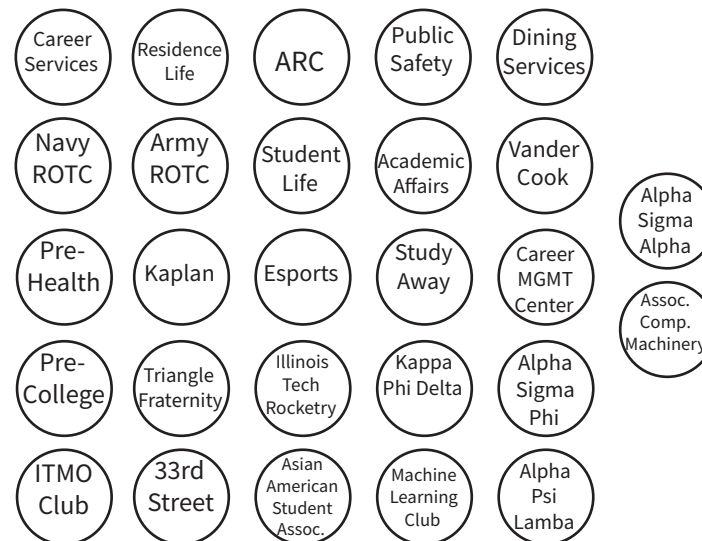 Career
Services
Residence
Life
ARC
Public
Safety
Dining
Services
Navy
ROTC
Army
ROTC
Student
Life
Academic
Affairs
Vander
Cook
Alpha
Sigma
Alpha
Pre-
Health
Kaplan
Esports
Study
Away
Career
MGMT
Center
Assoc.
Comp.
Machinery
Pre-
College
Triangle
Fraternity
Illinois
Tech
Rocketry
Kappa
Phi Delta
Alpha
Sigma
Phi
ITMO
Club
33rd
Street
Asian
American
Student
Assoc.
Machine
Learning
Club
Alpha
Psi
Lamba